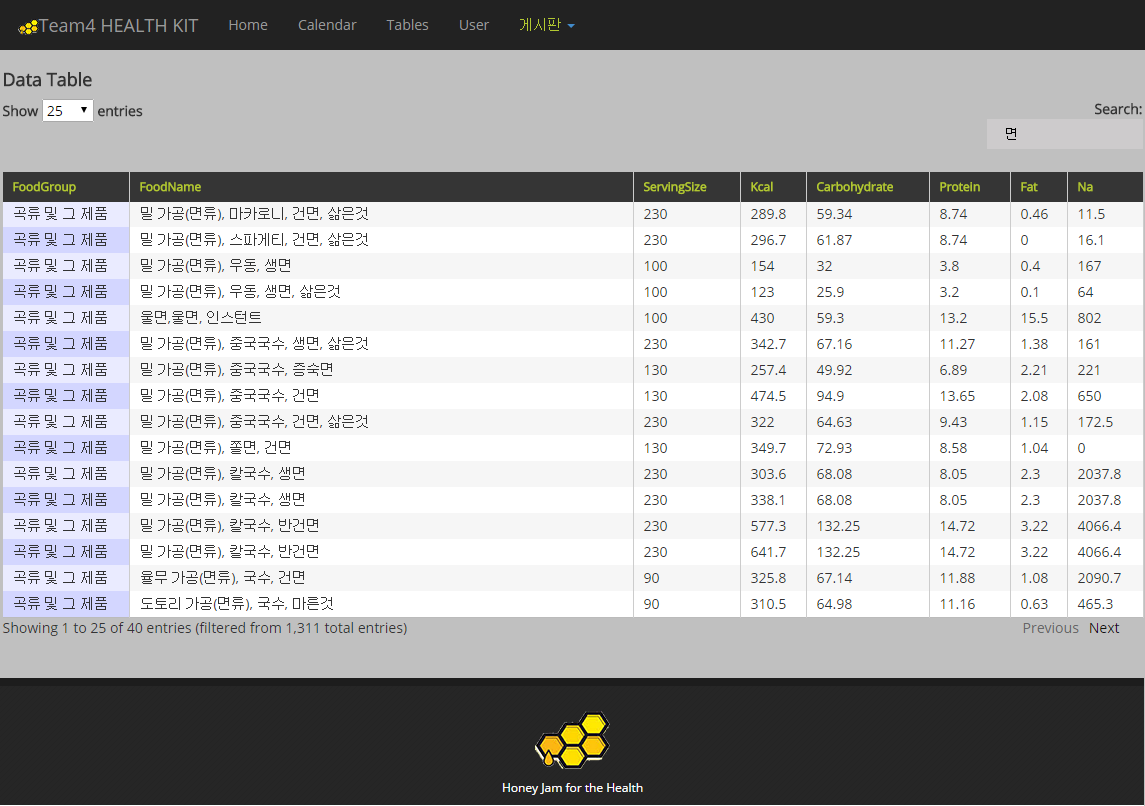 Team4 HEALTH KIT Home Calendar Tables User 게시판
Data Table
Show 25 entries
Search:
면
FoodGroup FoodName ServingSize Kcal Carbohydrate Protein Fat Na
곡류 및 그 제품 밀 가공(면류), 마카로니, 건면, 삶은것 230 289.8 59.34 8.74 0.46 11.5
곡류 및 그 제품 밀 가공(면류), 스파게티, 건면, 삶은것 230 296.7 61.87 8.74 0 16.1
곡류 및 그 제품 밀 가공(면류), 우동, 생면 100 154 32 3.8 0.4 167
곡류 및 그 제품 밀 가공(면류), 우동, 생면, 삶은것 100 123 25.9 3.2 0.1 64
곡류 및 그 제품 울면,울면, 인스턴트 100 430 59.3 13.2 15.5 802
곡류 및 그 제품 밀 가공(면류), 중국국수, 생면, 삶은것 230 342.7 67.16 11.27 1.38 161
곡류 및 그 제품 밀 가공(면류), 중국국수, 증숙면 130 257.4 49.92 6.89 2.21 221
곡류 및 그 제품 밀 가공(면류), 중국국수, 건면 130 474.5 94.9 13.65 2.08 650
곡류 및 그 제품 밀 가공(면류), 중국국수, 건면, 삶은것 230 322 64.63 9.43 1.15 172.5
곡류 및 그 제품 밀 가공(면류), 쫄면, 건면 130 349.7 72.93 8.58 1.04 0
곡류 및 그 제품 밀 가공(면류), 칼국수, 생면 230 303.6 68.08 8.05 2.3 2037.8
곡류 및 그 제품 밀 가공(면류), 칼국수, 생면 230 338.1 68.08 8.05 2.3 2037.8
곡류 및 그 제품 밀 가공(면류), 칼국수, 반건면 230 577.3 132.25 14.72 3.22 4066.4
곡류 및 그 제품 밀 가공(면류), 칼국수, 반건면 230 641.7 132.25 14.72 3.22 4066.4
곡류 및 그 제품 율무 가공(면류), 국수, 건면 90 325.8 67.14 11.88 1.08 2090.7
곡류 및 그 제품 도토리 가공(면류), 국수, 마른것 90 310.5 64.98 11.16 0.63 465.3
Showing 1 to 25 of 40 entries (filtered from 1,311 total entries) Previous Next
Honey Jam for the Health